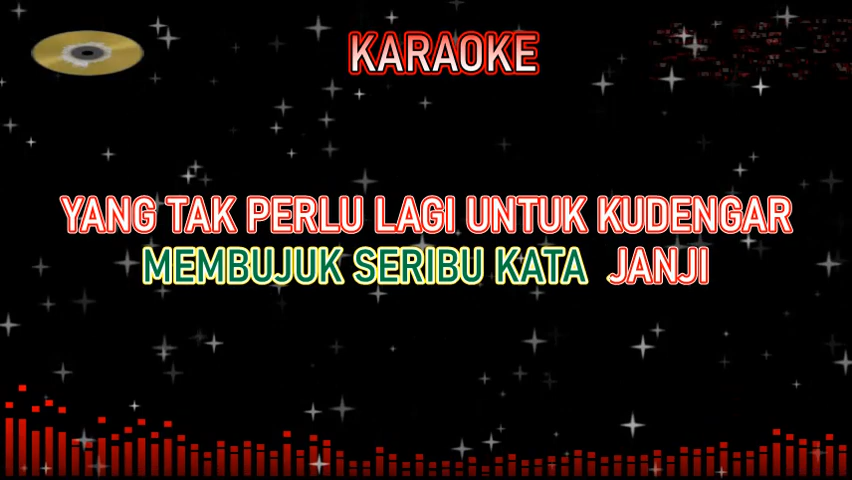 KARAOKE
YANG TAK PERLU LAGI UNTUK KUDENGAR
MEMBUJUK SERIBU KATA JANJI